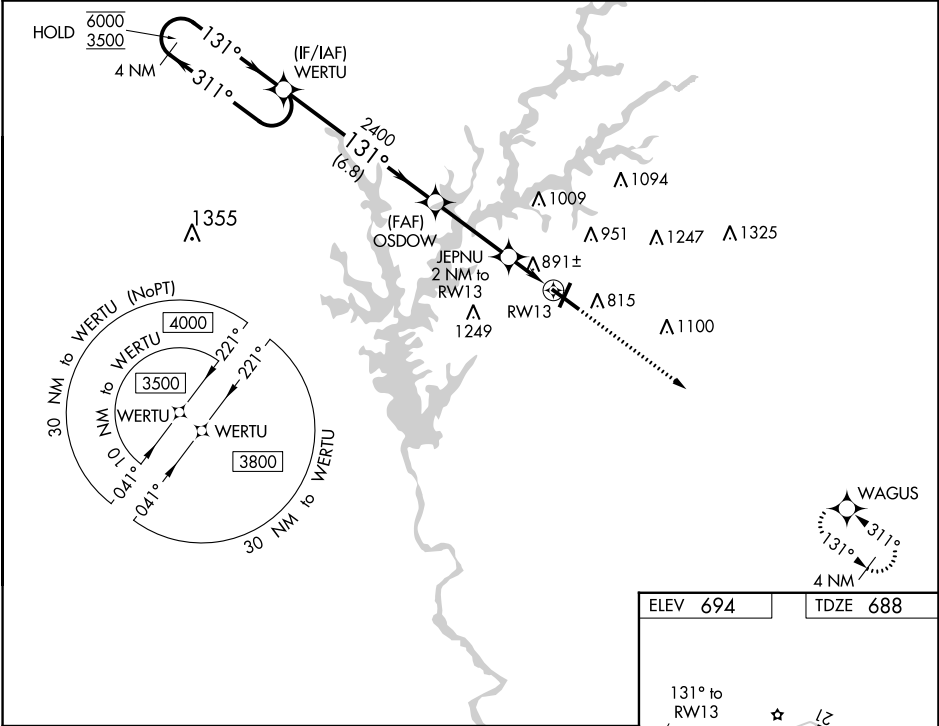 HOLD 6000
3500
131°
4 NM
311°
(IF/IAF)
WERTU
2400
131°
(6.8)
(FAF)
OSDOW
JEPNU
2 NM to
RW13
RW13
1094
1009
951
1247
1325
891±
815
1249
1100
1355
30 NM to WERTU (NoPT)
4000
221°
10 NM to WERTU
3500
WERTU
041°
221°
WERTU
3800
041°
30 NM to WERTU
WAGUS
311°
131°
4 NM
ELEV 694
TDZE 688
131° to
RW13
21